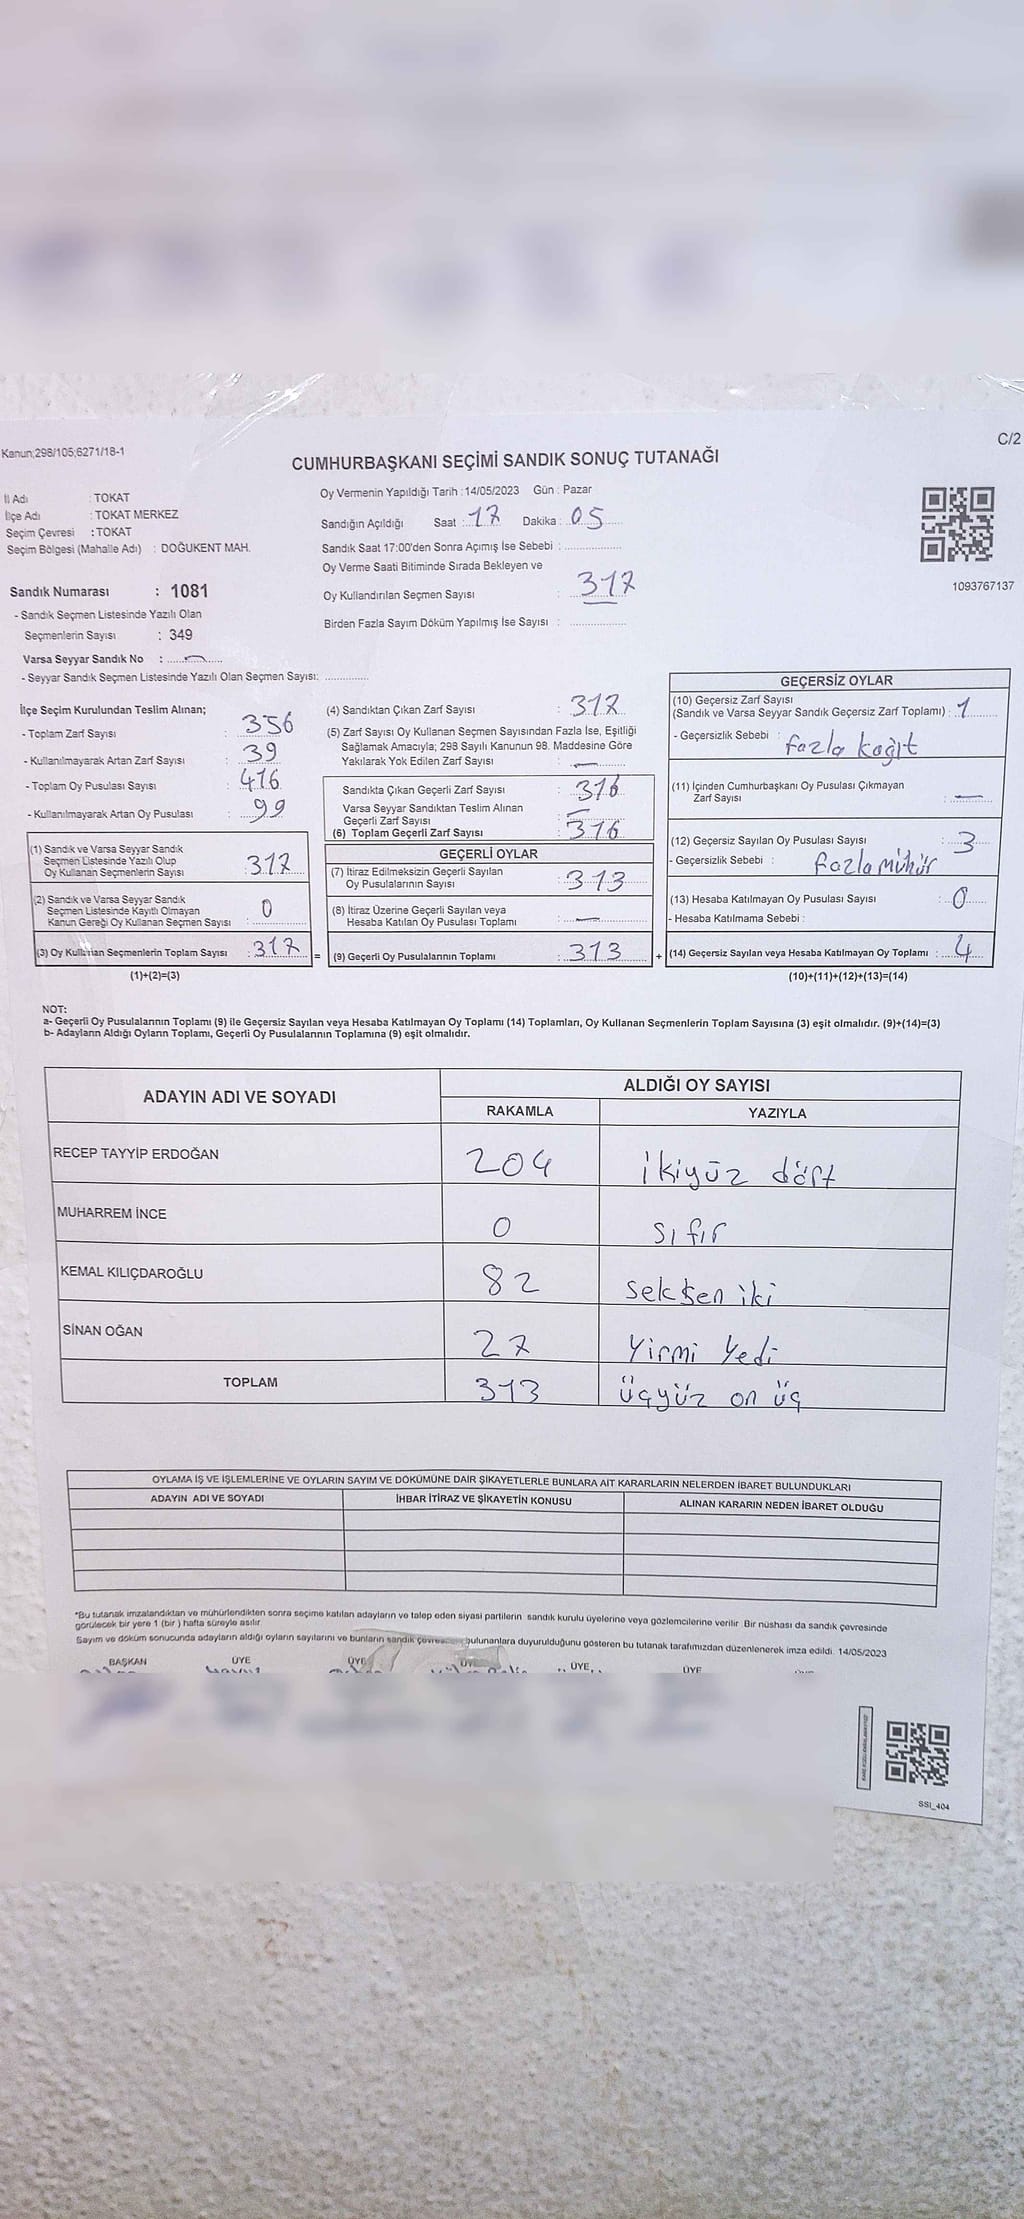 Kanun;298/105;6271/18-1
C/2
CUMHURBAŞKANI SEÇİMİ SANDIK SONUÇ TUTANAĞI
İl Adı : TOKAT
İlçe Adı : TOKAT MERKEZ
Seçim Çevresi : TOKAT
Seçim Bölgesi (Mahalle Adı) : DOĞUKENT MAH.
Sandık Numarası : 1081
- Sandık Seçmen Listesinde Yazılı Olan
Seçmenlerin Sayısı : 349
Varsa Seyyar Sandık No : —
- Seyyar Sandık Seçmen Listesinde Yazılı Olan Seçmen Sayısı: ..............
Oy Vermenin Yapıldığı Tarih :14/05/2023 Gün : Pazar
Sandığın Açıldığı Saat : 17 Dakika : 05
Sandık Saat 17:00'den Sonra Açımış İse Sebebi : ..................
Oy Verme Saati Bitiminde Sırada Bekleyen ve
Oy Kullandırılan Seçmen Sayısı : 317
Birden Fazla Sayım Döküm Yapılmış İse Sayısı : ..................
1093767137
İlçe Seçim Kurulundan Teslim Alınan;
- Toplam Zarf Sayısı : 356
- Kullanılmayarak Artan Zarf Sayısı : 39
- Toplam Oy Pusulası Sayısı : 416
- Kullanılmayarak Artan Oy Pusulası : 99
(1) Sandık ve Varsa Seyyar Sandık
Seçmen Listesinde Yazılı Olup
Oy Kullanan Seçmenlerin Sayısı : 317
(2) Sandık ve Varsa Seyyar Sandık
Seçmen Listesinde Kayıtlı Olmayan
Kanun Gereği Oy Kullanan Seçmen Sayısı : 0
(3) Oy Kullanan Seçmenlerin Toplam Sayısı : 317 =
(1)+(2)=(3)
(4) Sandıktan Çıkan Zarf Sayısı : 317
(5) Zarf Sayısı Oy Kullanan Seçmen Sayısından Fazla İse, Eşitliği
Sağlamak Amacıyla; 298 Sayılı Kanunun 98. Maddesine Göre
Yakılarak Yok Edilen Zarf Sayısı : —
Sandıkta Çıkan Geçerli Zarf Sayısı : 316
Varsa Seyyar Sandıktan Teslim Alınan
Geçerli Zarf Sayısı : —
(6) Toplam Geçerli Zarf Sayısı : 316
GEÇERLİ OYLAR
(7) İtiraz Edilmeksizin Geçerli Sayılan
Oy Pusulalarının Sayısı : 313
(8) İtiraz Üzerine Geçerli Sayılan veya
Hesaba Katılan Oy Pusulası Toplamı : —
(9) Geçerli Oy Pusulalarının Toplamı : 313 +
GEÇERSİZ OYLAR
(10) Geçersiz Zarf Sayısı
(Sandık ve Varsa Seyyar Sandık Geçersiz Zarf Toplamı) : 1
- Geçersizlik Sebebi : fazla kağıt
(11) İçinden Cumhurbaşkanı Oy Pusulası Çıkmayan
Zarf Sayısı : —
(12) Geçersiz Sayılan Oy Pusulası Sayısı : 3
- Geçersizlik Sebebi : fazla mühür
(13) Hesaba Katılmayan Oy Pusulası Sayısı : 0
- Hesaba Katılmama Sebebi :
(14) Geçersiz Sayılan veya Hesaba Katılmayan Oy Toplamı : 4
(10)+(11)+(12)+(13)=(14)
NOT:
a- Geçerli Oy Pusulalarının Toplamı (9) ile Geçersiz Sayılan veya Hesaba Katılmayan Oy Toplamı (14) Toplamları, Oy Kullanan Seçmenlerin Toplam Sayısına (3) eşit olmalıdır. (9)+(14)=(3)
b- Adayların Aldığı Oyların Toplamı, Geçerli Oy Pusulalarının Toplamına (9) eşit olmalıdır.
ADAYIN ADI VE SOYADI ALDIĞI OY SAYISI
RAKAMLA YAZIYLA
RECEP TAYYİP ERDOĞAN 204 ikiyüz dört
MUHARREM İNCE 0 sıfır
KEMAL KILIÇDAROĞLU 82 seksen iki
SİNAN OĞAN 27 Yirmi Yedi
TOPLAM 313 üçyüz on üç
OYLAMA İŞ VE İŞLEMLERİNE VE OYLARIN SAYIM VE DÖKÜMÜNE DAİR ŞİKAYETLERLE BUNLARA AİT KARARLARIN NELERDEN İBARET BULUNDUKLARI
ADAYIN ADI VE SOYADI İHBAR İTİRAZ VE ŞİKAYETİN KONUSU ALINAN KARARIN NEDEN İBARET OLDUĞU
*Bu tutanak imzalandıktan ve mühürlendikten sonra seçime katılan adayların ve talep eden siyasi partilerin sandık kurulu üyelerine veya gözlemcilerine verilir. Bir nüshası da sandık çevresinde
görülecek bir yere 1 (bir) hafta süreyle asılır.
Sayım ve döküm sonucunda adayların aldığı oyların sayılarını ve bunların sandık bulunanlara duyurulduğunu gösteren bu tutanak tarafımızdan düzenlenerek imza edildi. 14/05/2023
BAŞKAN ÜYE ÜYE ÜYE ÜYE ÜYE
SSI_404